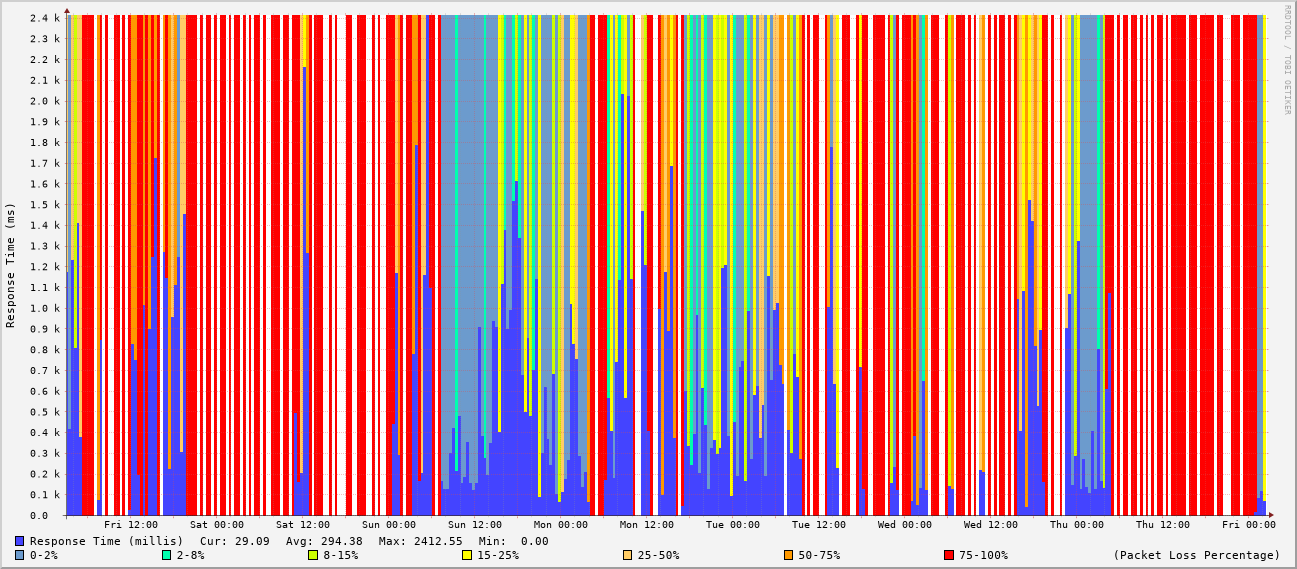 2.4 k
2.3 k
2.2 k
2.1 k
2.0 k
1.9 k
1.8 k
1.7 k
1.6 k
1.5 k
1.4 k
1.3 k
1.2 k
1.1 k
1.0 k
0.9 k
0.8 k
0.7 k
0.6 k
0.5 k
0.4 k
0.3 k
0.2 k
0.1 k
0.0
Response Time (ms)
RRDTOOL / TOBI OETIKER
Fri 12:00 Sat 00:00 Sat 12:00 Sun 00:00 Sun 12:00 Mon 00:00 Mon 12:00 Tue 00:00 Tue 12:00 Wed 00:00 Wed 12:00 Thu 00:00 Thu 12:00 Fri 00:00
Response Time (millis) Cur: 29.09 Avg: 294.38 Max: 2412.55 Min: 0.00
0-2% 2-8% 8-15% 15-25% 25-50% 50-75% 75-100% (Packet Loss Percentage)